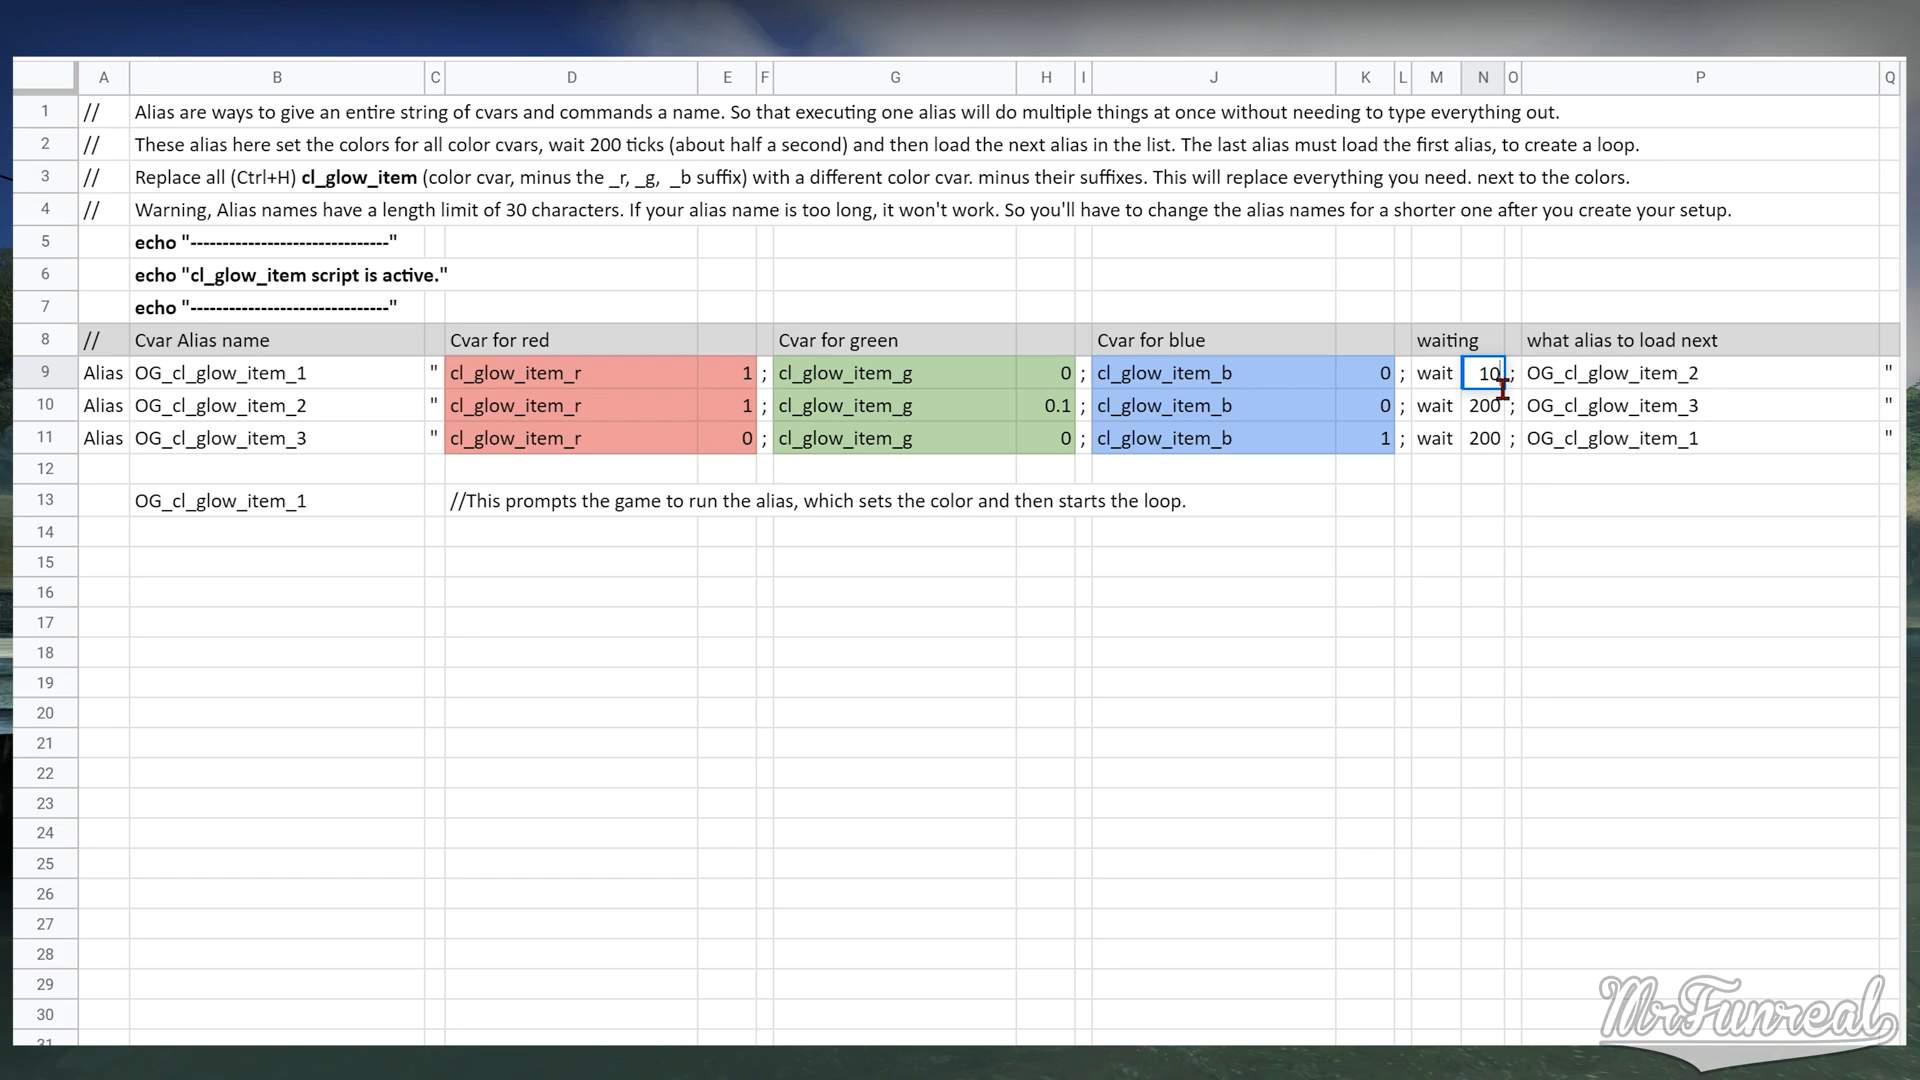 A B C D E F G H I J K L M N O P Q
1 // Alias are ways to give an entire string of cvars and commands a name. So that executing one alias will do multiple things at once without needing to type everything out.
2 // These alias here set the colors for all color cvars, wait 200 ticks (about half a second) and then load the next alias in the list. The last alias must load the first alias, to create a loop.
3 // Replace all (Ctrl+H) cl_glow_item (color cvar, minus the _r, _g, _b suffix) with a different color cvar. minus their suffixes. This will replace everything you need. next to the colors.
4 // Warning, Alias names have a length limit of 30 characters. If your alias name is too long, it won't work. So you'll have to change the alias names for a shorter one after you create your setup.
5 echo "-------------------------------"
6 echo "cl_glow_item script is active."
7 echo "-------------------------------"
8 // Cvar Alias name Cvar for red Cvar for green Cvar for blue waiting what alias to load next
9 Alias OG_cl_glow_item_1 " cl_glow_item_r 1 ; cl_glow_item_g 0 ; cl_glow_item_b 0 ; wait 10 ; OG_cl_glow_item_2 "
10 Alias OG_cl_glow_item_2 " cl_glow_item_r 1 ; cl_glow_item_g 0.1 ; cl_glow_item_b 0 ; wait 200 ; OG_cl_glow_item_3 "
11 Alias OG_cl_glow_item_3 " cl_glow_item_r 0 ; cl_glow_item_g 0 ; cl_glow_item_b 1 ; wait 200 ; OG_cl_glow_item_1 "
12
13 OG_cl_glow_item_1 //This prompts the game to run the alias, which sets the color and then starts the loop.
14
15
16
17
18
19
20
21
22
23
24
25
26
27
28
29
30
31
MrFunreal